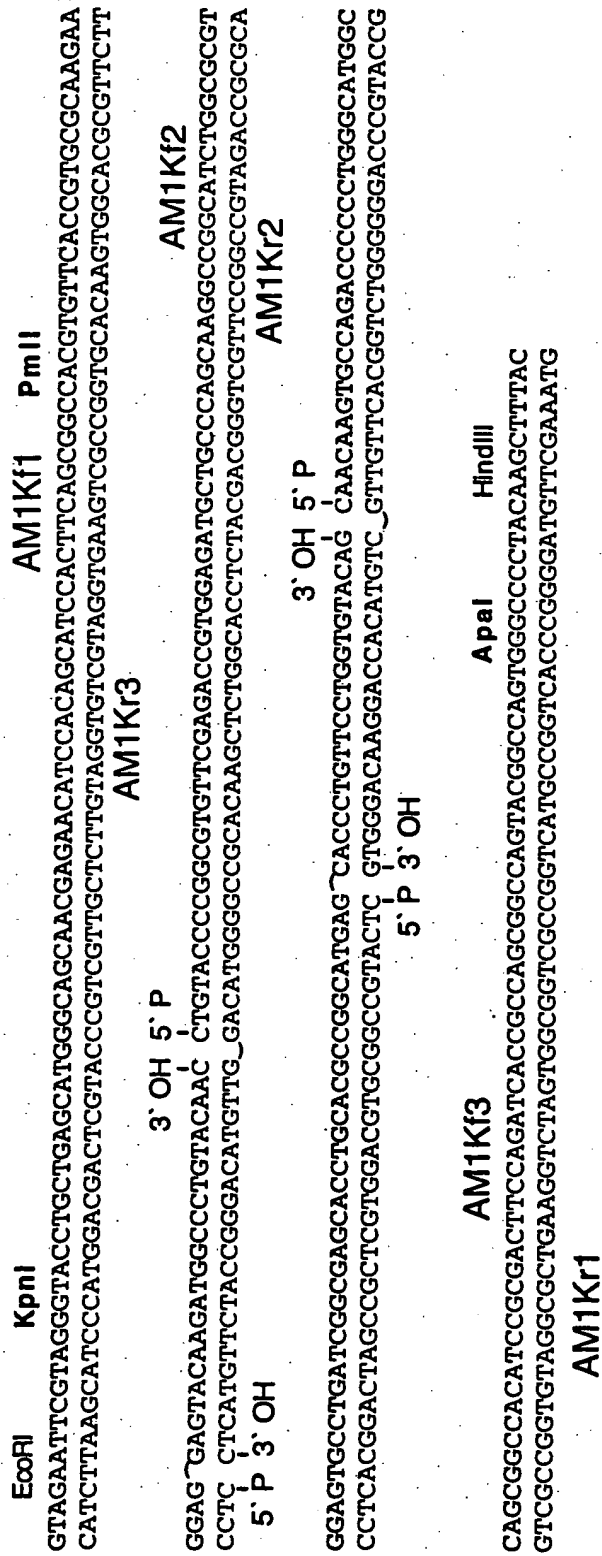 EcoRI KpnI AM1Kf1 PmlI
GTAGAATTCGTAGGGTACCTGCTGAGCATGGGCAGCAACGAGAACATCCACAGCATCCACTTCAGCGGCCACGTGTTCACCGTGCGCAAGAA
CATCTTAAGCATCCCATGGACGACTCGTACCCGTCGTTGCTCTTGTAGGTGTCGTAGGTGAAGTCGCCGGTGCACAAGTGGCACGCGTTCTT
AM1Kr3
3` OH 5` P AM1Kf2
GGAG GAGTACAAGATGGCCCTGTACAAC CTGTACCCCGGCGTGTTCGAGACCGTGGAGATGCTGCCCAGCAAGGCCGGCATCTGGCGCGT
CCTC CTCATGTTCTACCGGGACATGTTG GACATGGGGCCGCACAAGCTCTGGCACCTCTACGACGGGTCGTTCCGGCCGTAGACCGCGCA
5` P 3` OH AM1Kr2
3` OH 5` P
GGAGTGCCTGATCGGCGAGCACCTGCACGCCGGCATGAG CACCCTGTTCCTGGTGTACAG CAACAAGTGCCAGACCCCCCTGGGCATGGC
CCTCACGGACTAGCCGCTCGTGGACGTGCGGCCGTACTC GTGGGACAAGGACCACATGTC GTTGTTCACGGTCTGGGGGGACCCGTACCG
5` P 3` OH
AM1Kf3 ApaI HindIII
CAGCGGCCACATCCGCGACTTCCAGATCACCGCCAGCGGCCAGTACGGCCAGTGGGCCCCTACAAGCTTTAC
GTCGCCGGTGTAGGCGCTGAAGGTCTAGTGGCGGTCGCCGGTCATGCCGGTCACCCGGGGATGTTCGAAATG
AM1Kr1